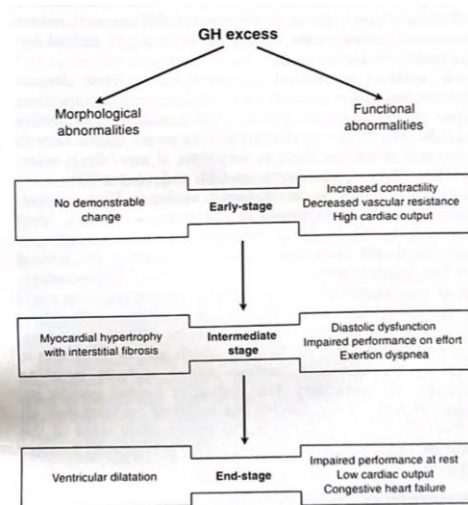 GH excess
Morphological
abnormalities
Functional
abnormalities
No demonstrable
change
Early-stage
Increased contractility
Decreased vascular resistance
High cardiac output
Myocardial hypertrophy
with interstitial fibrosis
Intermediate
stage
Diastolic dysfunction
Impaired performance on effort
Exertion dyspnea
Ventricular dilatation
End-stage
Impaired performance at rest
Low cardiac output
Congestive heart failure